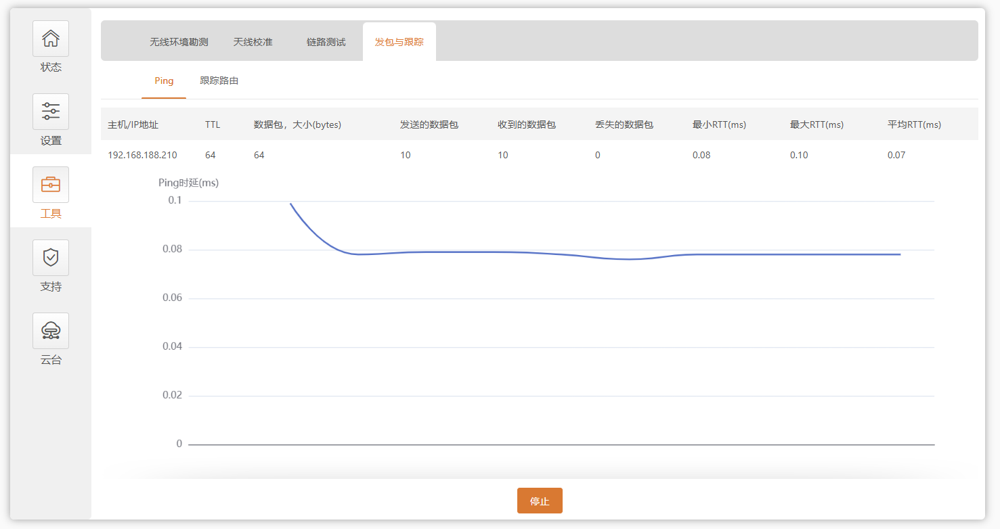 状态
设置
工具
支持
云台
无线环境勘测 天线校准 链路测试 发包与跟踪
Ping 跟踪路由
主机/IP地址 TTL 数据包，大小(bytes) 发送的数据包 收到的数据包 丢失的数据包 最小RTT(ms) 最大RTT(ms) 平均RTT(ms)
192.168.188.210 64 64 10 10 0 0.08 0.10 0.07
Ping时延(ms)
0.1
0.08
0.06
0.04
0.02
0
停止